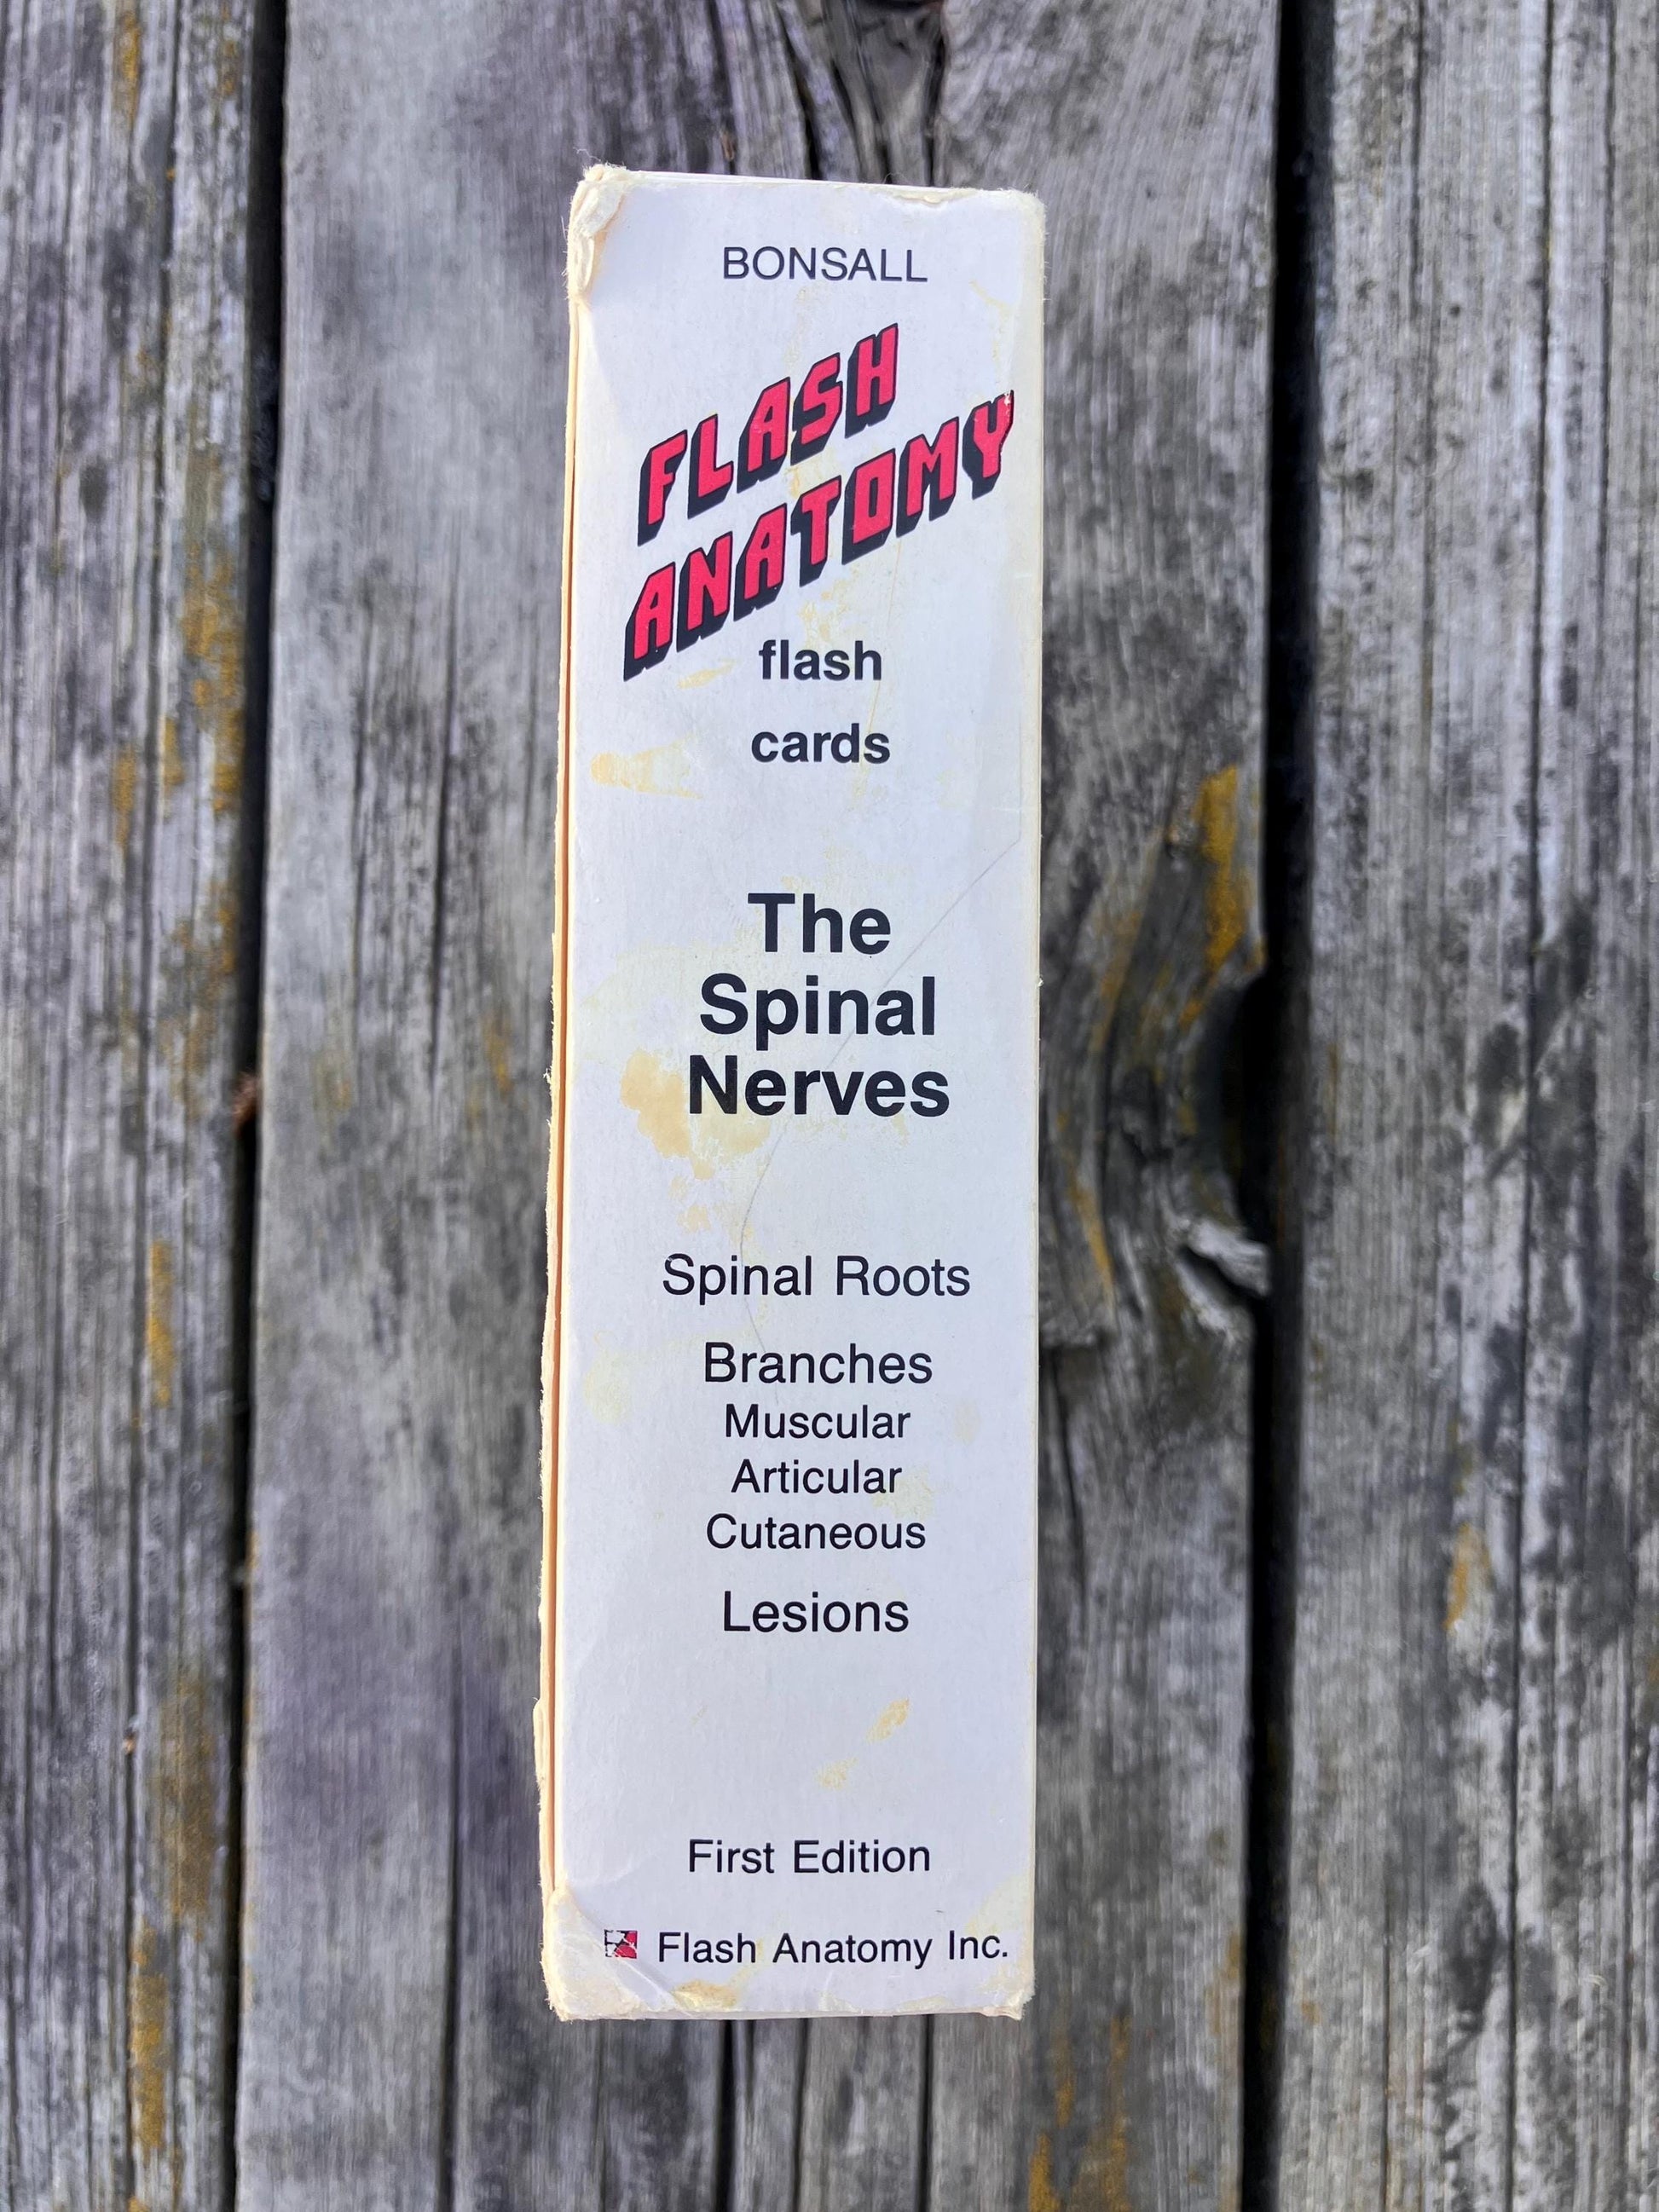 BONSALL
FLASH
ANATOMY
flash
cards
The
Spinal
Nerves
Spinal Roots
Branches
Muscular
Articular
Cutaneous
Lesions
First Edition
Flash Anatomy Inc.